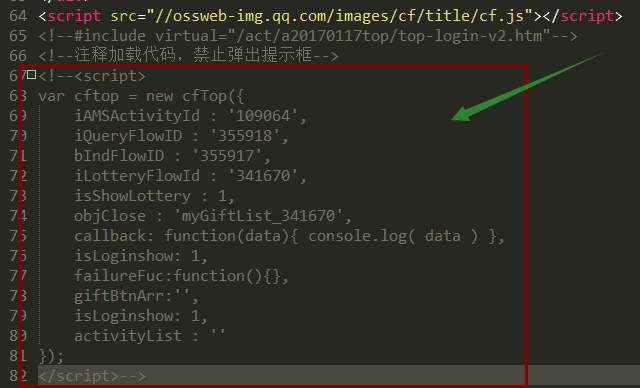 64 <script src="//ossweb-img.qq.com/images/cf/title/cf.js"></script>
65 <!--#include virtual="/act/a20170117top/top-login-v2.htm"-->
66 <!--注释加载代码，禁止弹出提示框-->
67 <!--<script>
68 var cftop = new cfTop({
69     iAMSActivityId : '109064',
70     iQueryFlowID : '355918',
71     bIndFlowID : '355917',
72     iLotteryFlowId : '341670',
73     isShowLottery : 1,
74     objClose : 'myGiftList_341670',
75     callback: function(data){ console.log( data ) },
76     isLoginshow: 1,
77     failureFuc:function(){},
78     giftBtnArr:'',
79     isLoginshow: 1,
80     activityList : ''
81 });
82 </script>-->